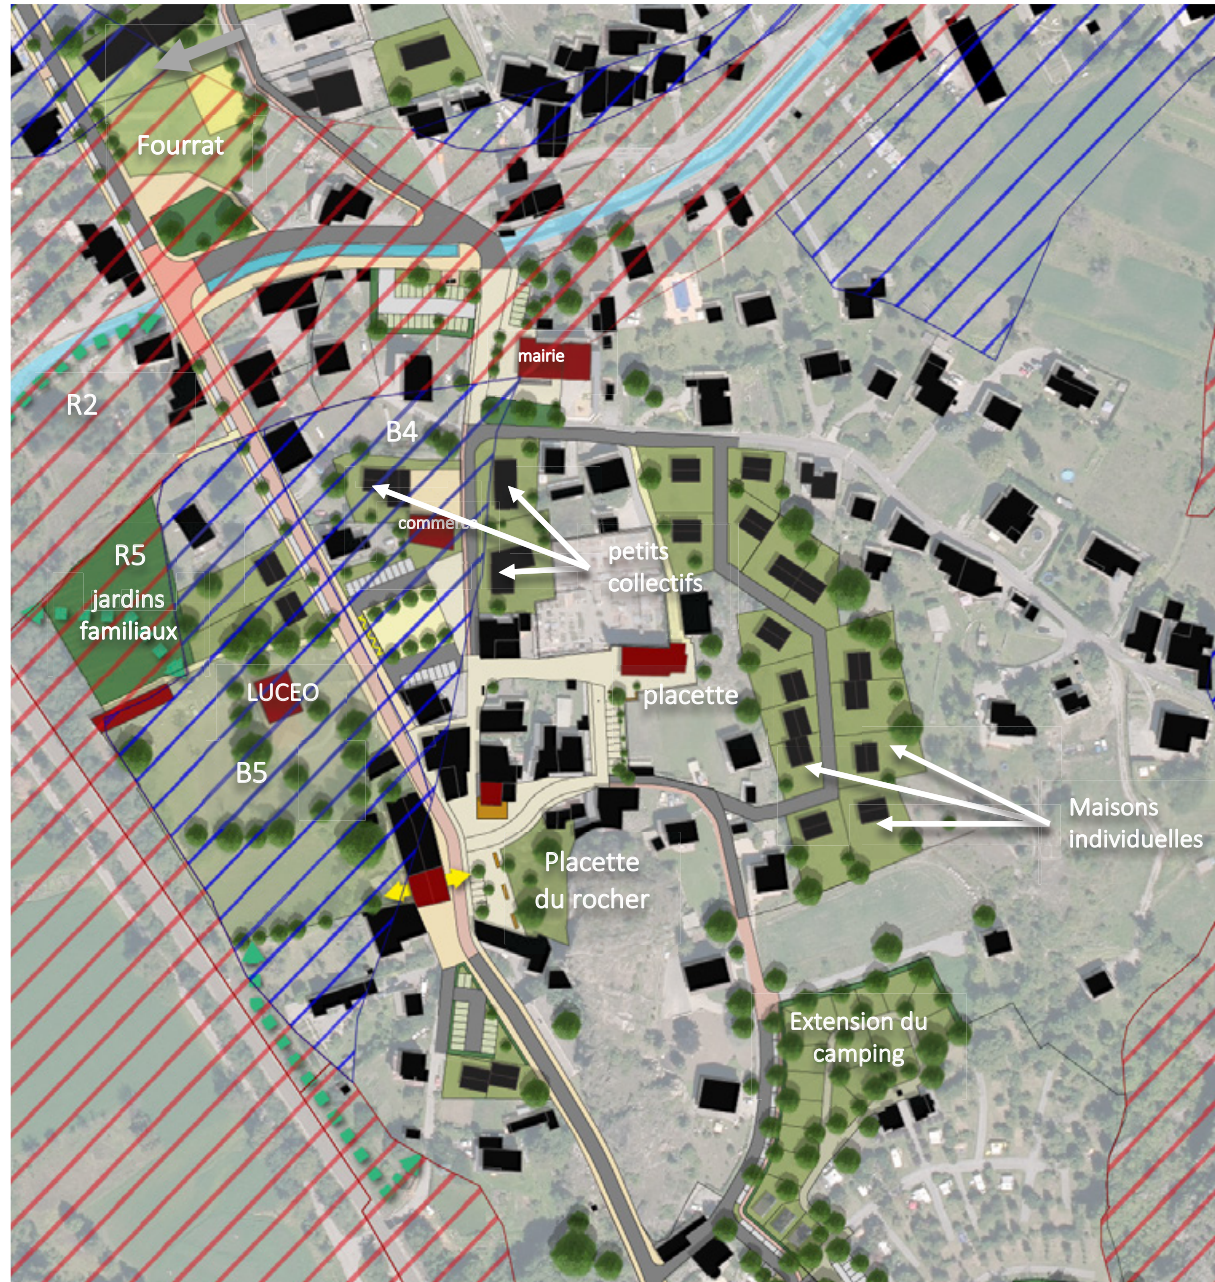 Fourrat
mairie
R2
B4
commerce
petits
collectifs
R5
jardins
familiaux
LUCEO
placette
B5
Maisons
individuelles
Placette
du rocher
Extension du
camping